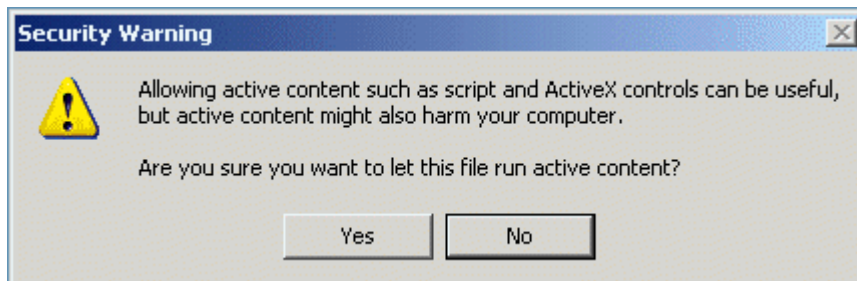 Security Warning
Allowing active content such as script and ActiveX controls can be useful,
but active content might also harm your computer.
Are you sure you want to let this file run active content?
Yes
No